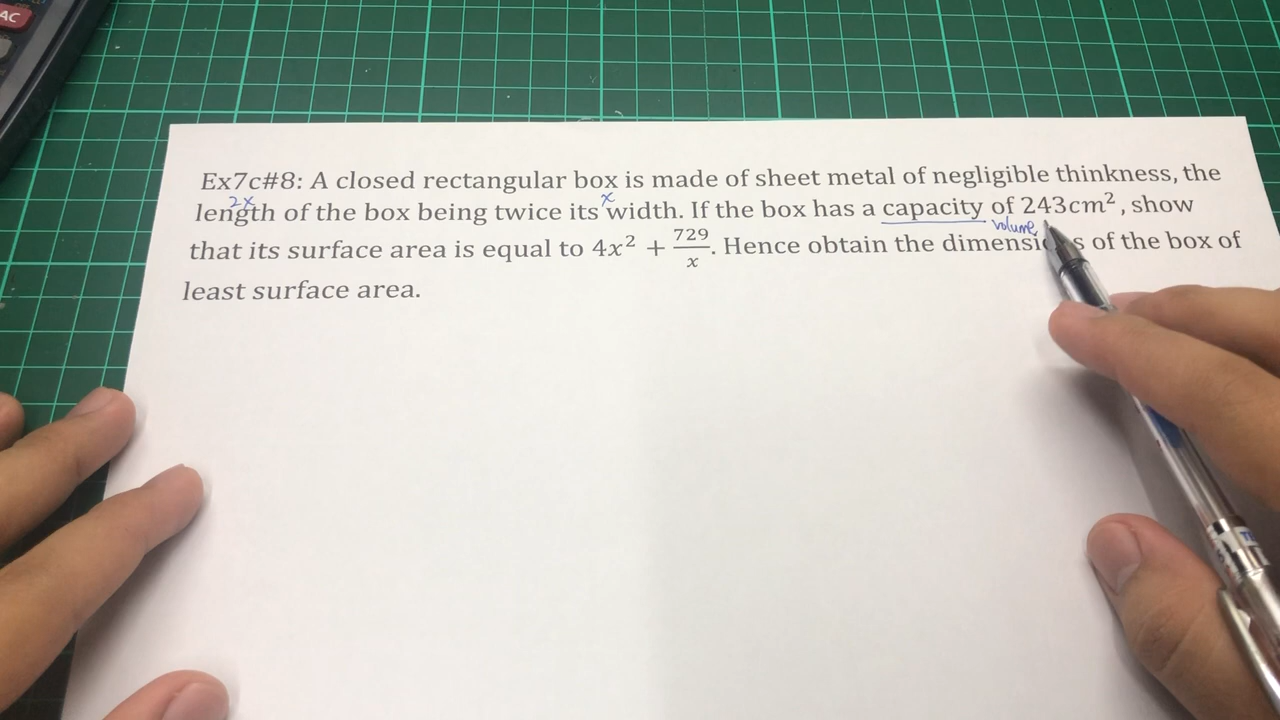 AC
Ex7c#8: A closed rectangular box is made of sheet metal of negligible thinkness, the
2x x
length of the box being twice its width. If the box has a capacity of 243cm², show
volume
that its surface area is equal to 4x² + 729/x. Hence obtain the dimensi s of the box of
least surface area.